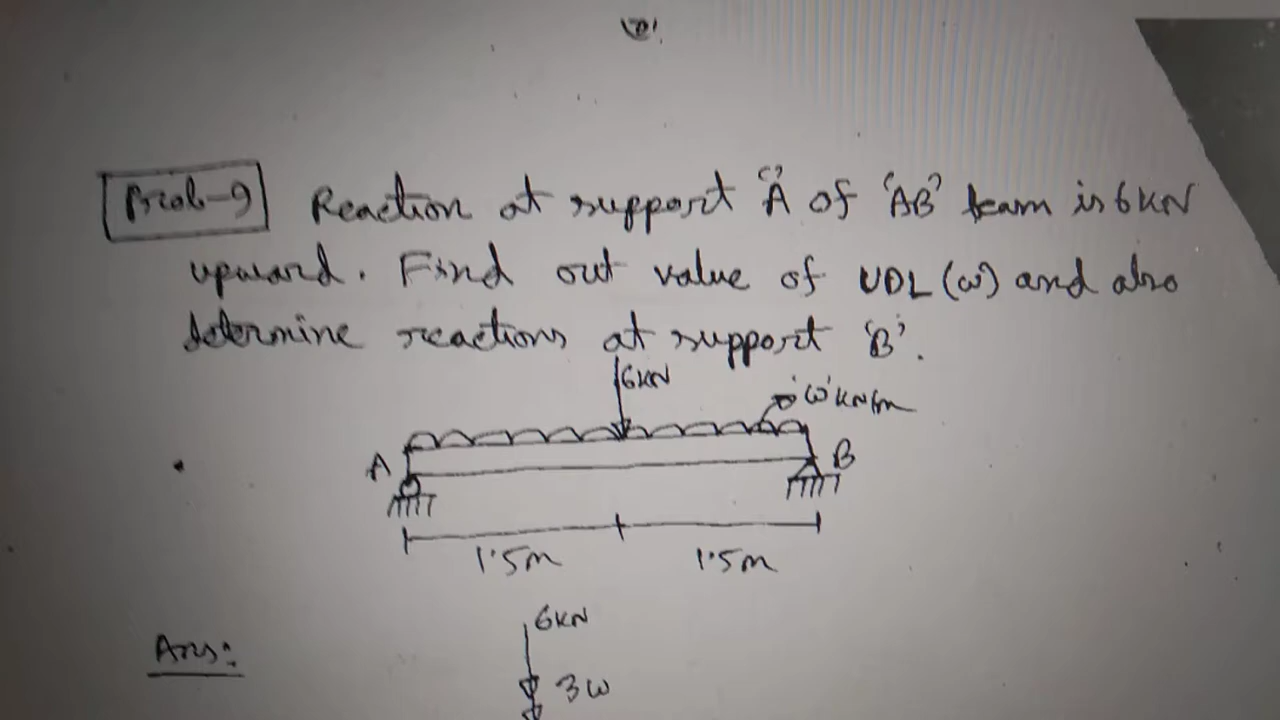 Prob-9 Reaction at support 'A' of 'AB' beam is 6KN
upward. Find out value of UDL (ω) and also
determine reactions at support 'B'.
6KN
'ω' KN/m
A
B
1.5m
1.5m
6KN
Ans:
3ω